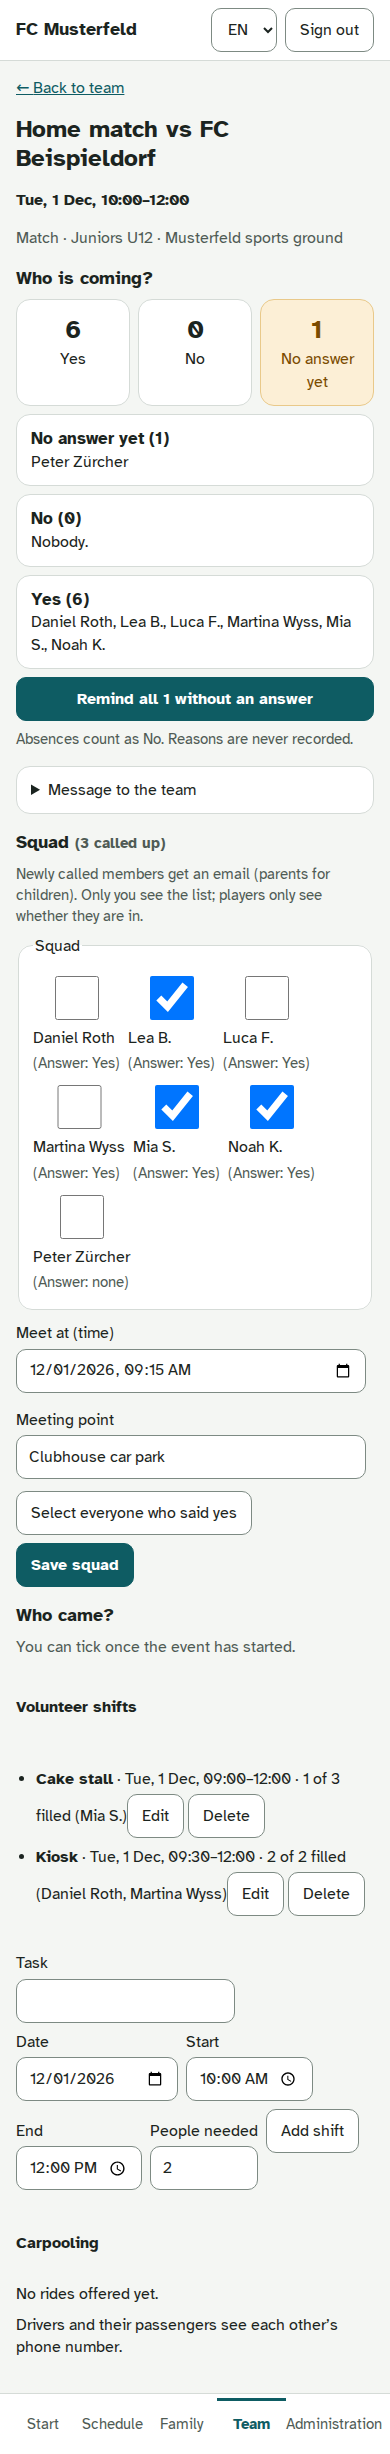 FC Musterfeld
EN
Sign out
← Back to team
Home match vs FC
Beispieldorf
Tue, 1 Dec, 10:00–12:00
Match · Juniors U12 · Musterfeld sports ground
Who is coming?
6
Yes
0
No
1
No answer
yet
No answer yet (1)
Peter Zürcher
No (0)
Nobody.
Yes (6)
Daniel Roth, Lea B., Luca F., Martina Wyss, Mia
S., Noah K.
Remind all 1 without an answer
Absences count as No. Reasons are never recorded.
Message to the team
Squad (3 called up)
Newly called members get an email (parents for
children). Only you see the list; players only see
whether they are in.
Squad
Daniel Roth Lea B. Luca F.
(Answer: Yes) (Answer: Yes) (Answer: Yes)
Martina Wyss Mia S. Noah K.
(Answer: Yes) (Answer: Yes) (Answer: Yes)
Peter Zürcher
(Answer: none)
Meet at (time)
12/01/2026, 09:15 AM
Meeting point
Clubhouse car park
Select everyone who said yes
Save squad
Who came?
You can tick once the event has started.
Volunteer shifts
• Cake stall · Tue, 1 Dec, 09:00–12:00 · 1 of 3
filled (Mia S.) Edit Delete
• Kiosk · Tue, 1 Dec, 09:30–12:00 · 2 of 2 filled
(Daniel Roth, Martina Wyss) Edit Delete
Task
Date Start
12/01/2026 10:00 AM
End People needed Add shift
12:00 PM 2
Carpooling
No rides offered yet.
Drivers and their passengers see each other's
phone number.
Start Schedule Family Team Administration